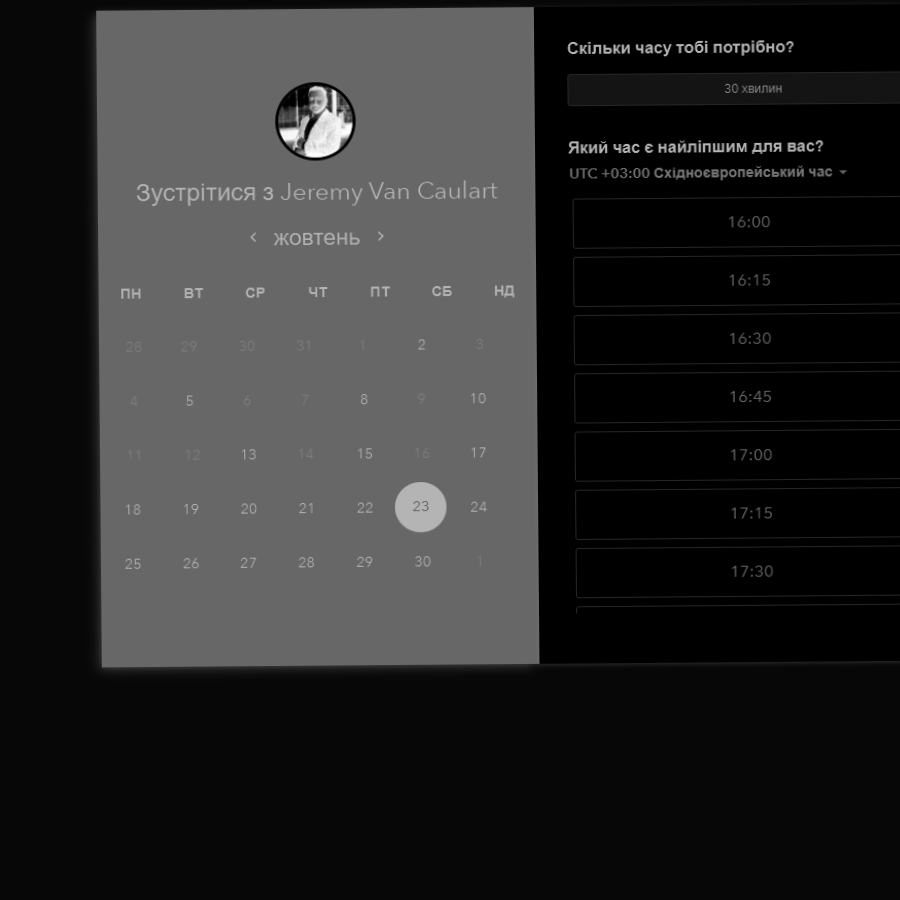 Зустрітися з Jeremy Van Caulart
‹ жовтень ›
ПН ВТ СР ЧТ ПТ СБ НД
28 29 30 31 1 2 3
4 5 6 7 8 9 10
11 12 13 14 15 16 17
18 19 20 21 22 23 24
25 26 27 28 29 30 1
Скільки часу тобі потрібно?
30 хвилин
Який час є найліпшим для вас?
UTC +03:00 Східноєвропейський час
16:00
16:15
16:30
16:45
17:00
17:15
17:30